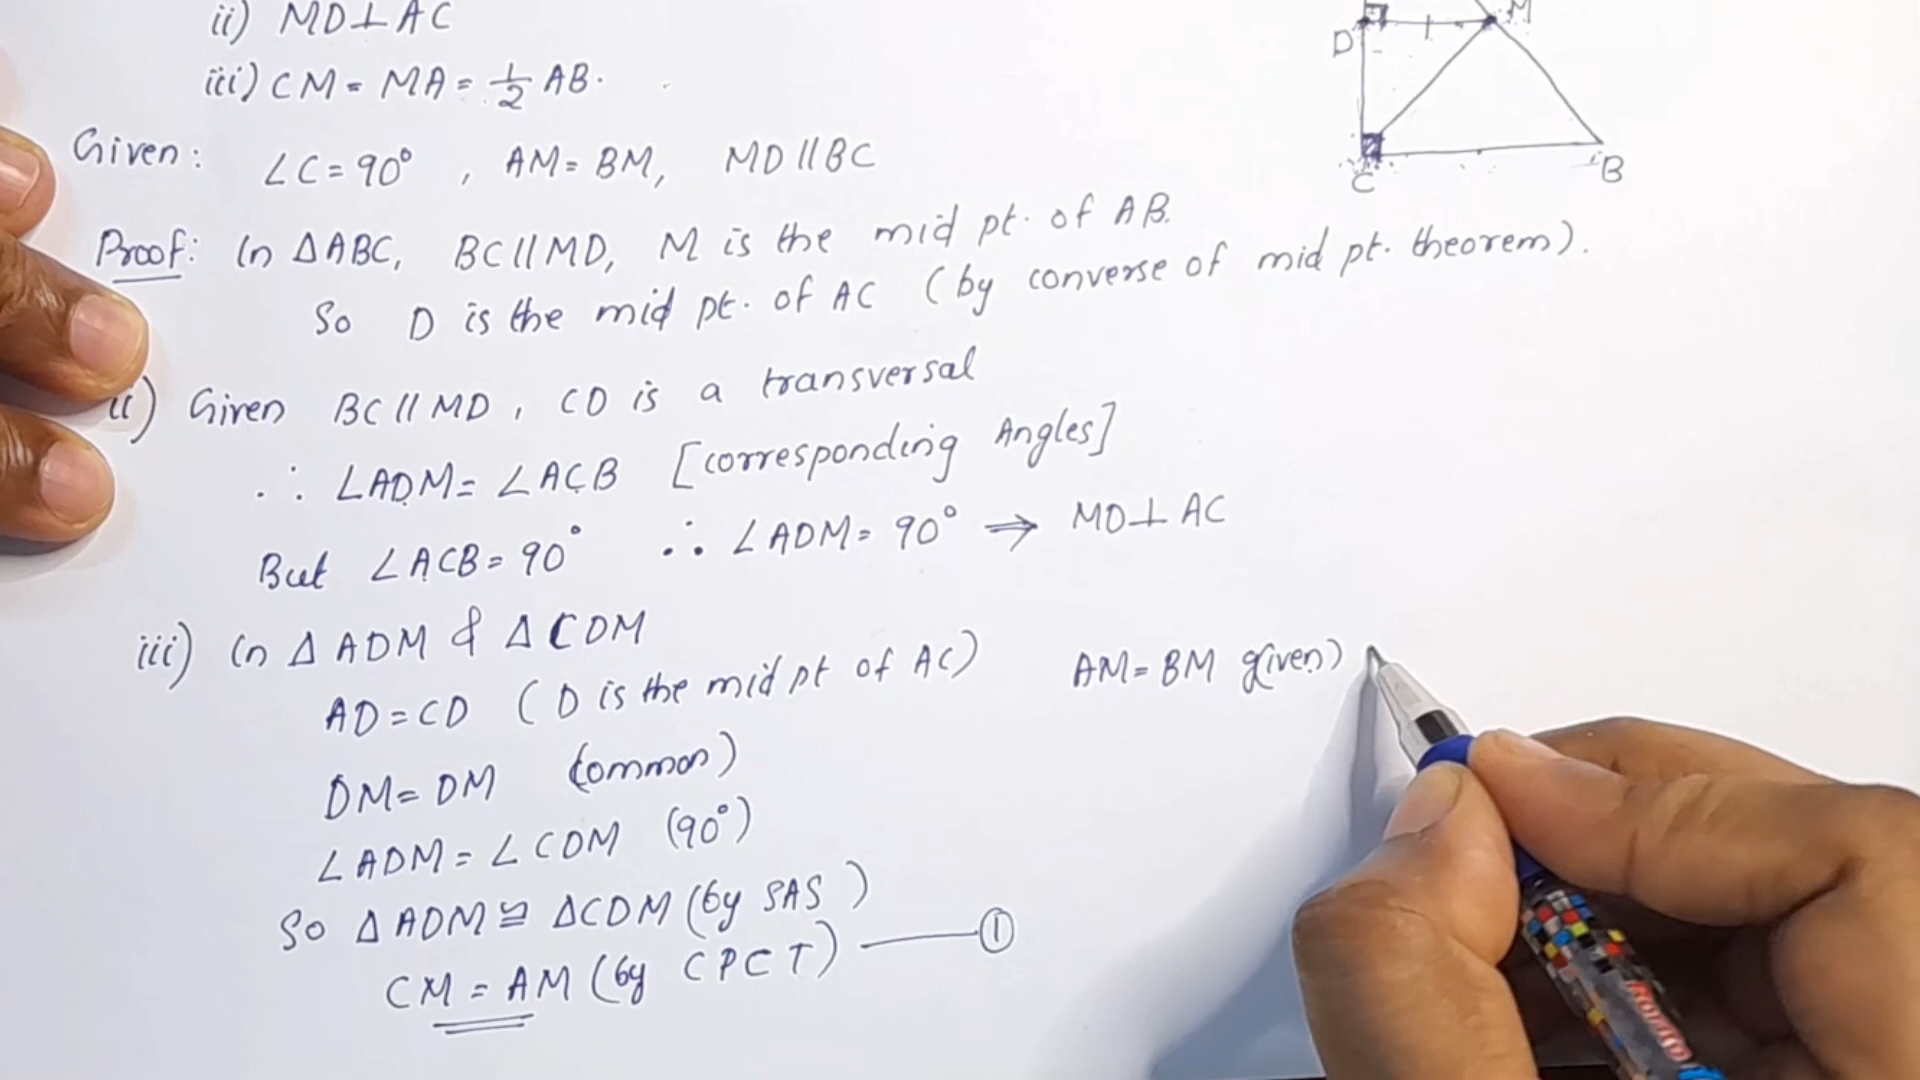 ii) MD⊥AC
iii) CM = MA = 1/2 AB.
D M
C B
Given: ∠C = 90°, AM = BM, MD // BC
Proof: In ΔABC, BC // MD, M is the mid pt. of AB.
So D is the mid pt. of AC (by converse of mid pt. theorem).
ii) Given BC // MD, CD is a transversal
∴ ∠ADM = ∠ACB [corresponding Angles]
But ∠ACB = 90° ∴ ∠ADM = 90° ⇒ MD⊥AC
iii) In Δ ADM & Δ CDM
AD = CD (D is the mid pt of AC)
DM = DM (common)
∠ADM = ∠CDM (90°)
So Δ ADM ≅ ΔCDM (by SAS)
CM = AM (by CPCT) —— ①
AM = BM (given)